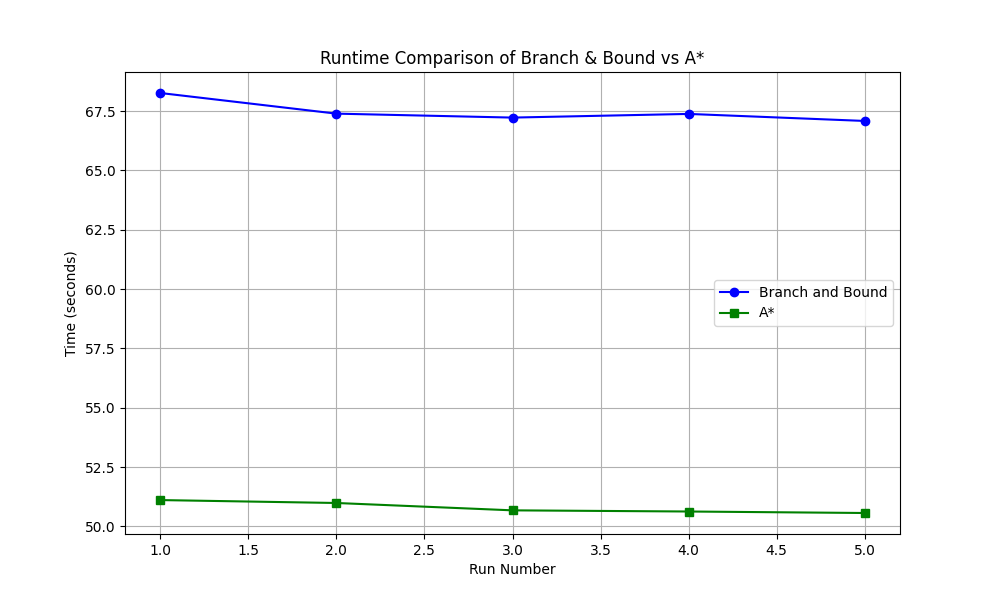 Runtime Comparison of Branch & Bound vs A*
Time (seconds)
67.5
65.0
62.5
60.0
57.5
55.0
52.5
50.0
Branch and Bound
A*
1.0 1.5 2.0 2.5 3.0 3.5 4.0 4.5 5.0
Run Number